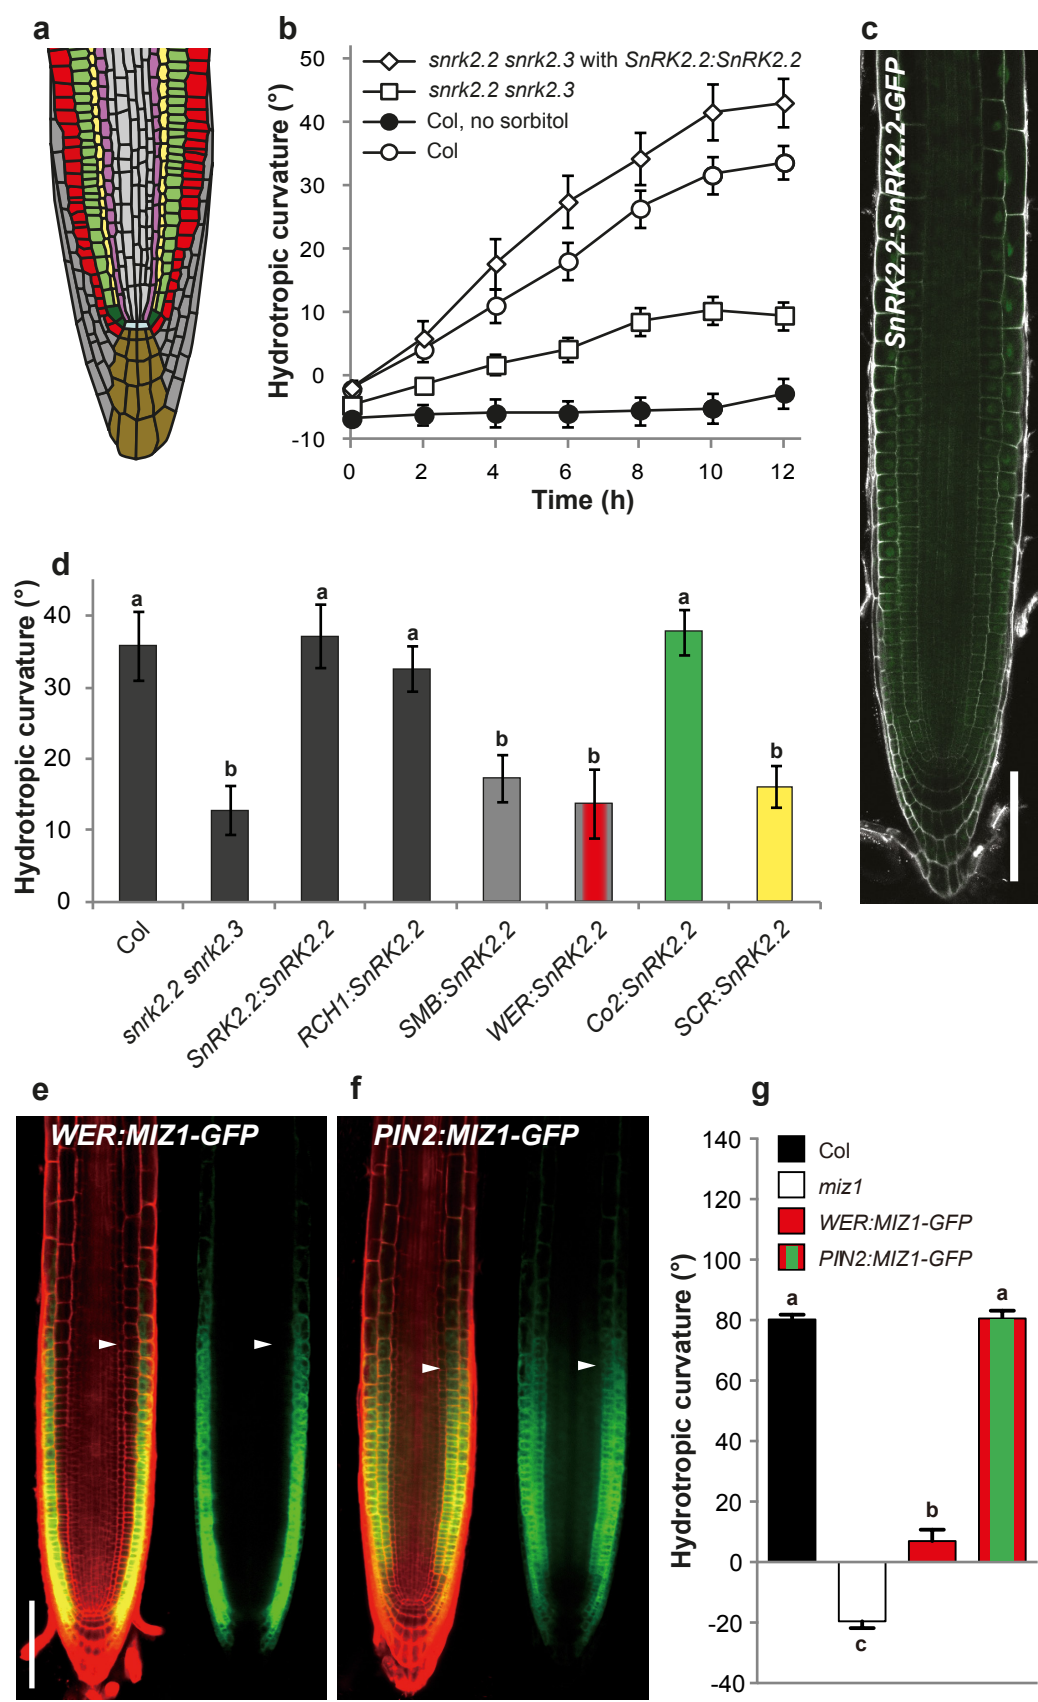 a
b
snrk2.2 snrk2.3 with SnRK2.2:SnRK2.2
snrk2.2 snrk2.3
Col, no sorbitol
Col
Hydrotropic curvature (°)
50
40
30
20
10
0
-10
0 2 4 6 8 10 12
Time (h)
c
SnRK2.2:SnRK2.2-GFP
d
Hydrotropic curvature (°)
40
30
20
10
0
a
b
a
a
b
b
a
b
Col
snrk2.2 snrk2.3
SnRK2.2:SnRK2.2
RCH1:SnRK2.2
SMB:SnRK2.2
WER:SnRK2.2
Co2:SnRK2.2
SCR:SnRK2.2
e
WER:MIZ1-GFP
f
PIN2:MIZ1-GFP
g
Col
miz1
WER:MIZ1-GFP
PIN2:MIZ1-GFP
Hydrotropic curvature (°)
140
120
100
80
60
40
20
0
-20
-40
a
c
b
a